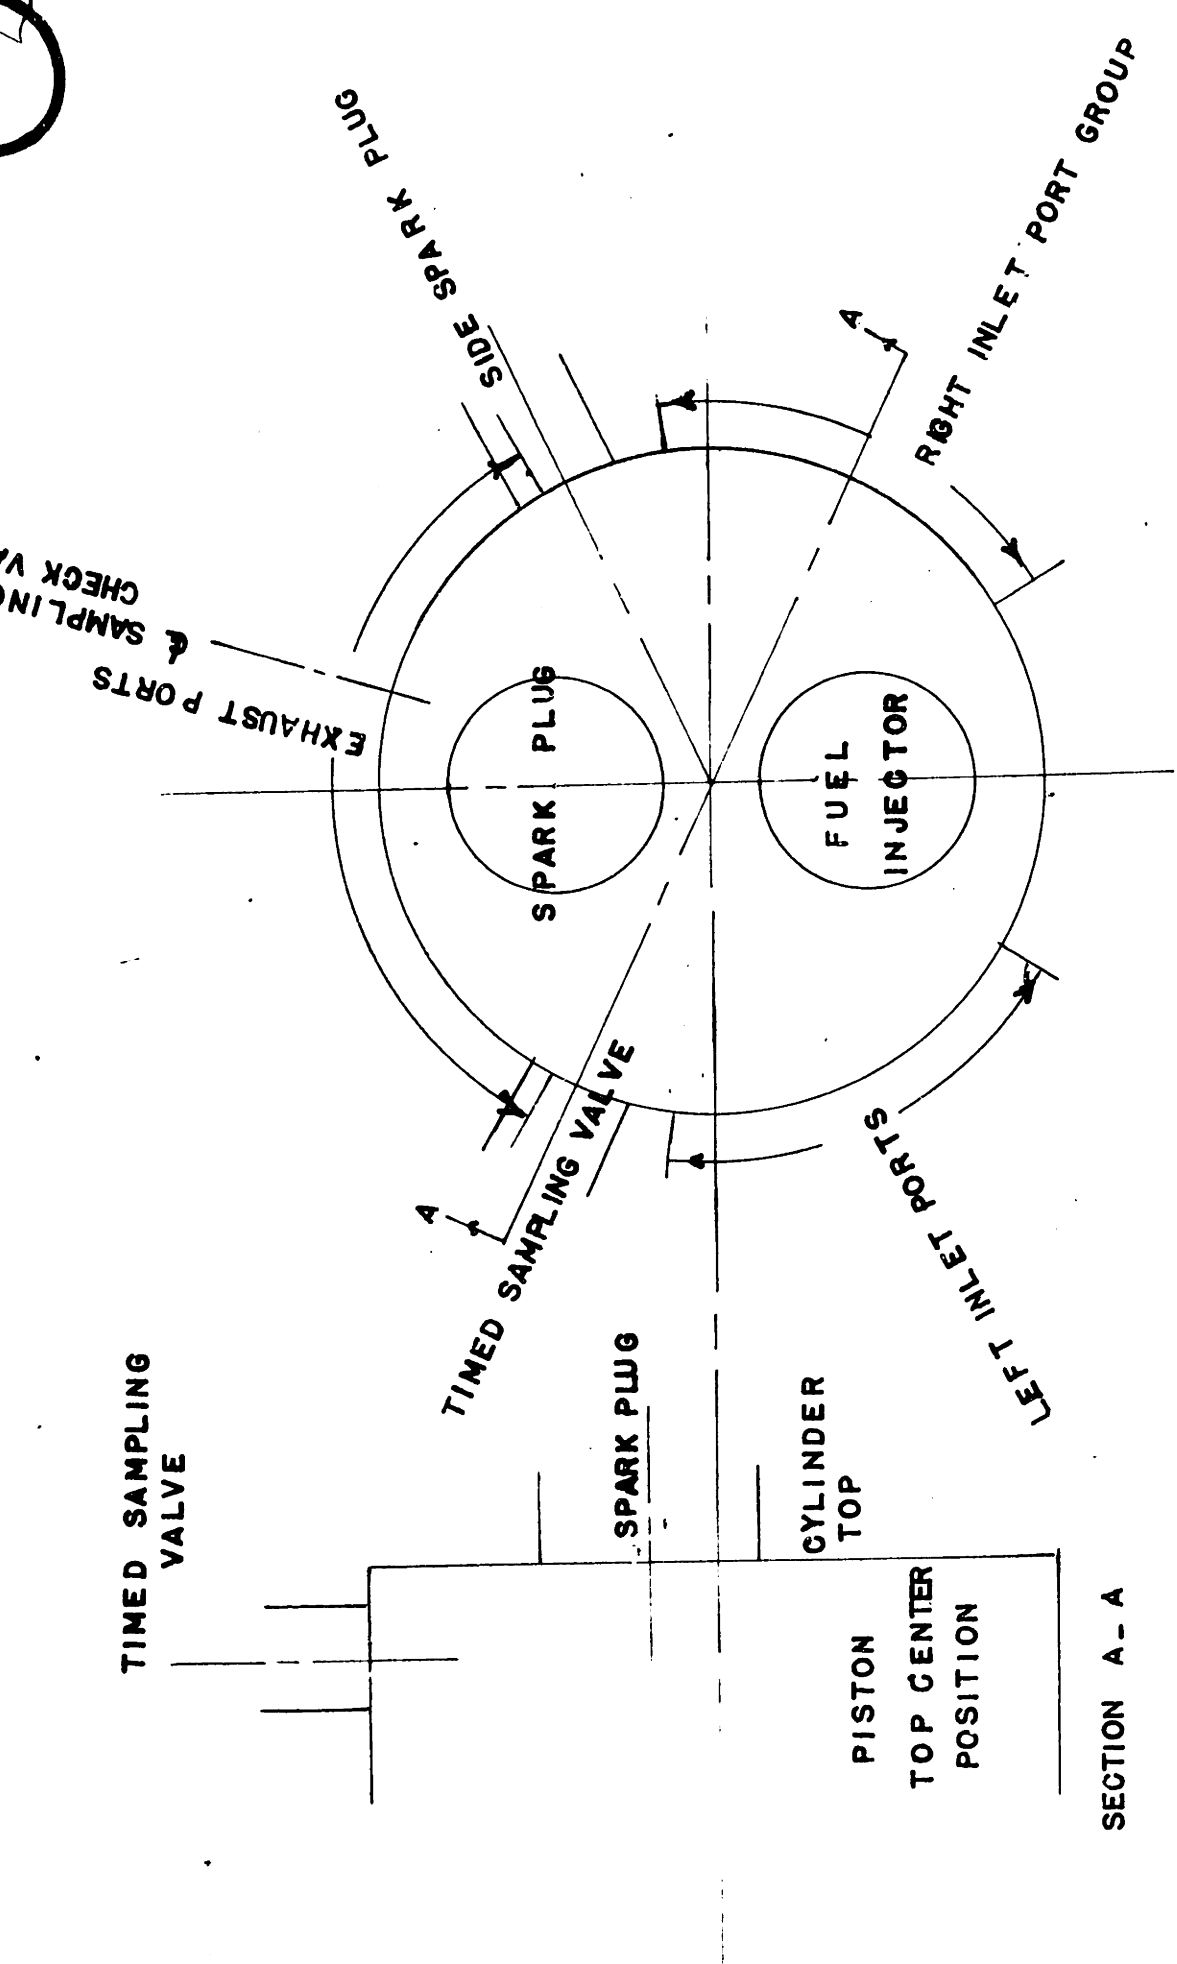 SIDE SPARK PLUG
RIGHT INLET PORT GROUP
A
CHECK
℄ SAMPLING
EXHAUST PORTS
SPARK PLUG
FUEL
INJECTOR
A
TIMED SAMPLING VALVE
LEFT INLET PORTS
TIMED SAMPLING
VALVE
SPARK PLUG
CYLINDER
TOP
PISTON
TOP CENTER
POSITION
SECTION A-A